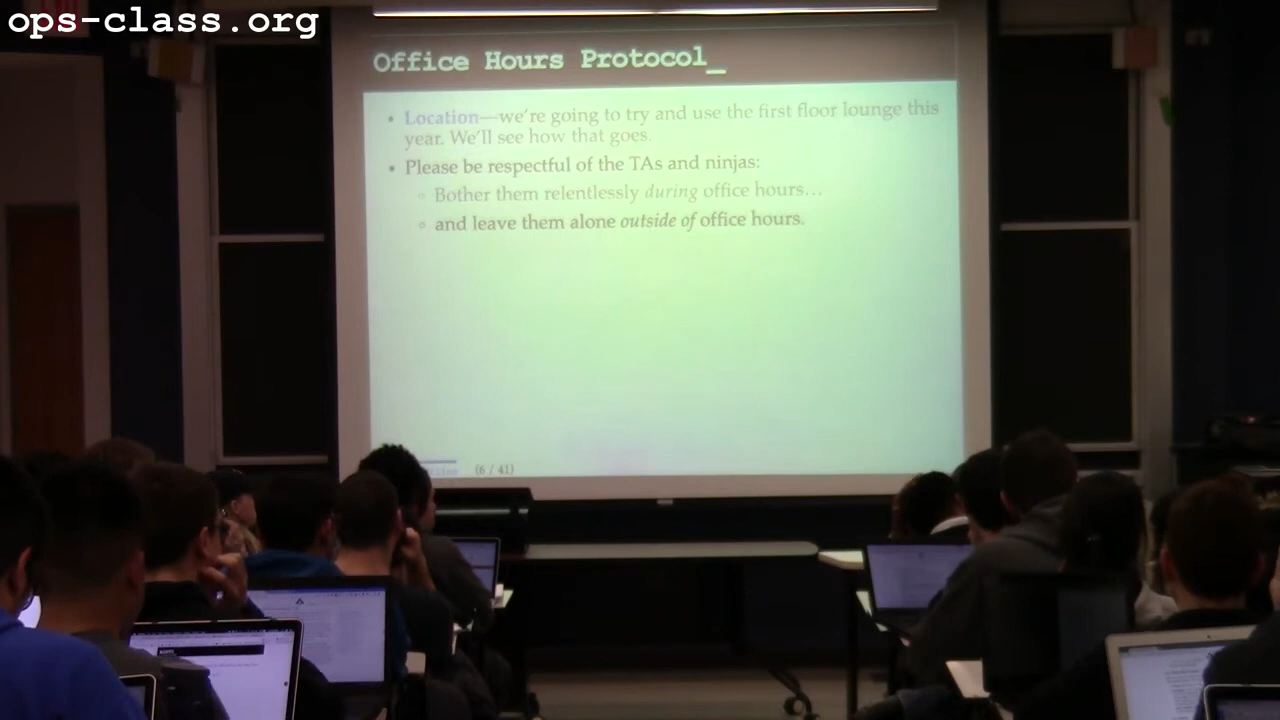 ops-class.org
Office Hours Protocol_
• Location—we're going to try and use the first floor lounge this
year. We'll see how that goes.
• Please be respectful of the TAs and ninjas:
◦ Bother them relentlessly during office hours…
◦ and leave them alone outside of office hours.
(6 / 41)